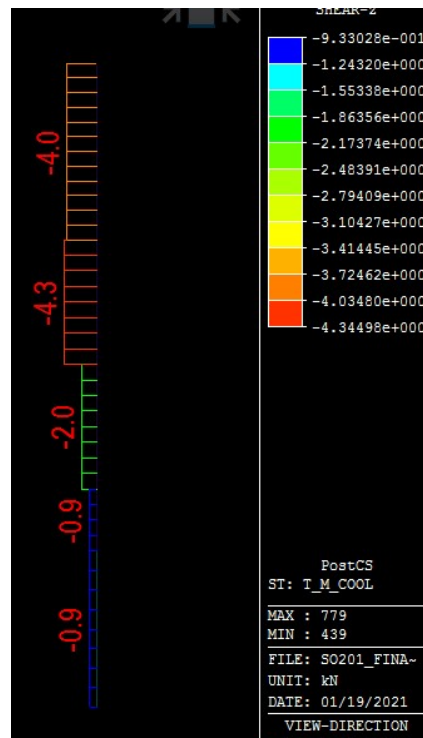 SHEAR-z
-9.33028e-001
-1.24320e+000
-1.55338e+000
-1.86356e+000
-2.17374e+000
-2.48391e+000
-2.79409e+000
-3.10427e+000
-3.41445e+000
-3.72462e+000
-4.03480e+000
-4.34498e+000
-4.0
-4.3
-2.0
-0.9
-0.9
PostCS
ST: T_M_COOL
MAX : 779
MIN : 439
FILE: SO201_FINA~
UNIT: kN
DATE: 01/19/2021
VIEW-DIRECTION